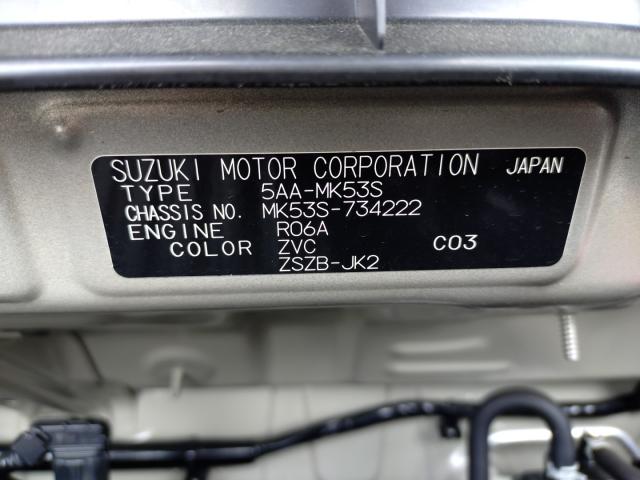 SUZUKI MOTOR CORPORATION JAPAN
TYPE 5AA-MK53S
CHASSIS NO. MK53S-734222
ENGINE R06A
COLOR ZVC C03
ZSZB-JK2